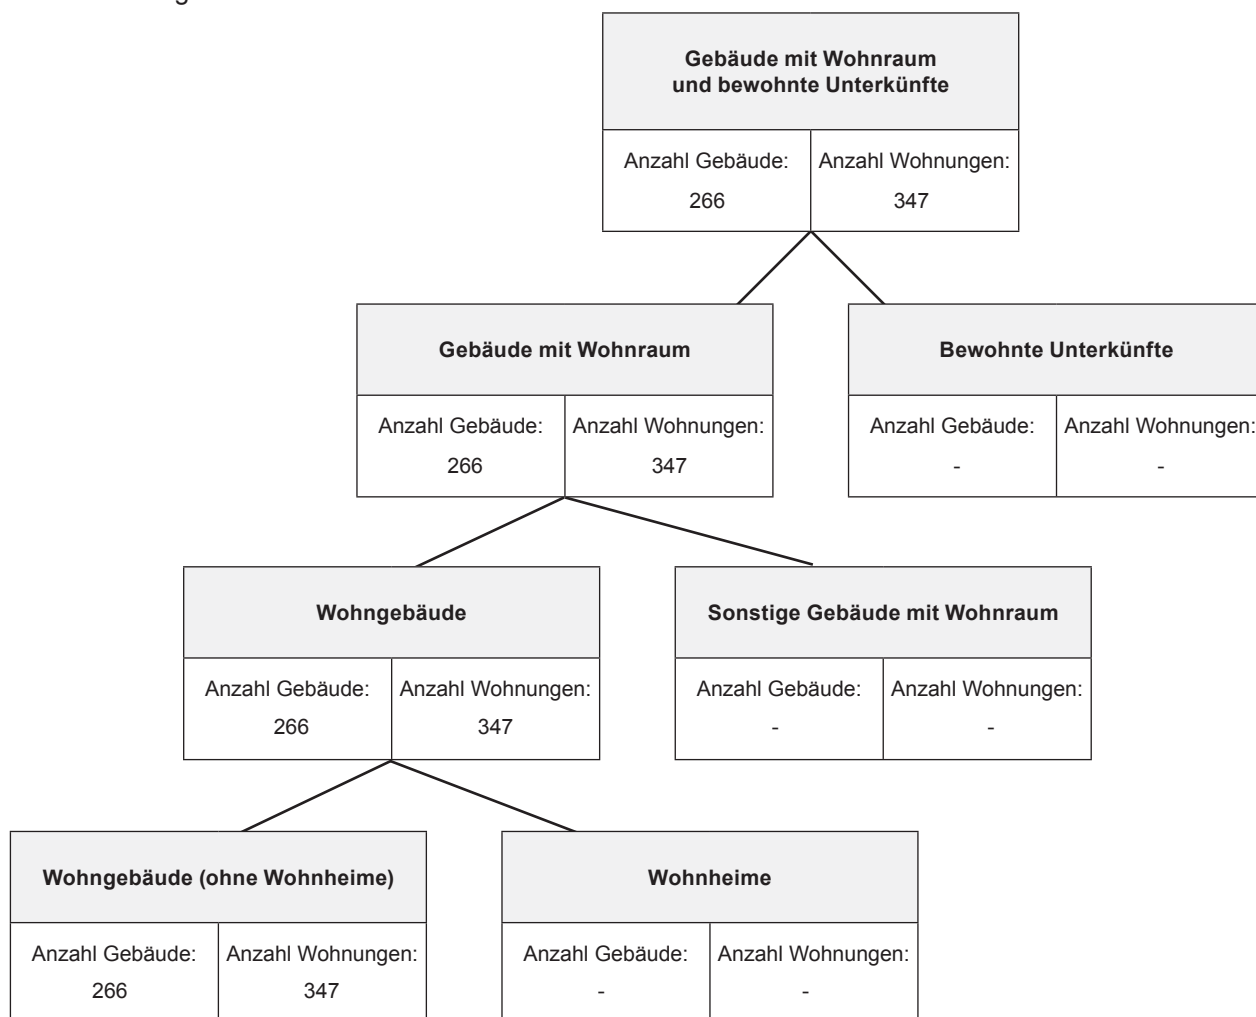 Gebäude mit Wohnraum
und bewohnte Unterkünfte
Anzahl Gebäude: Anzahl Wohnungen:
266 347
Gebäude mit Wohnraum Bewohnte Unterkünfte
Anzahl Gebäude: Anzahl Wohnungen: Anzahl Gebäude: Anzahl Wohnungen:
266 347 - -
Wohngebäude Sonstige Gebäude mit Wohnraum
Anzahl Gebäude: Anzahl Wohnungen: Anzahl Gebäude: Anzahl Wohnungen:
266 347 - -
Wohngebäude (ohne Wohnheime) Wohnheime
Anzahl Gebäude: Anzahl Wohnungen: Anzahl Gebäude: Anzahl Wohnungen:
266 347 - -